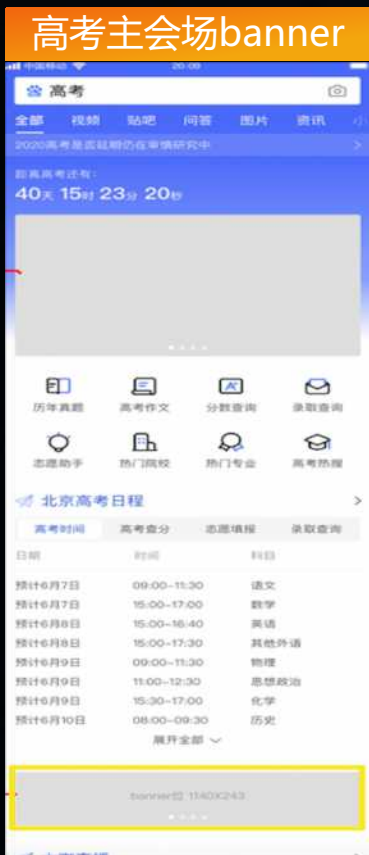 高考主会场banner
中国移动 20:09
高考
全部 视频 贴吧 问答 图片 资讯 小
2020高考是否延期仍在审慎研究中
距离高考还有:
40天 15时 23分 20秒
历年真题 高考作文 分数查询 录取查询
志愿助手 热门院校 热门专业 高考热搜
北京高考日程
高考时间 高考查分 志愿填报 录取查询
日期 时间 科目
预计6月7日 09:00-11:30 语文
预计6月7日 15:00-17:00 数学
预计6月8日 15:00-16:40 英语
预计6月8日 15:00-17:30 其他外语
预计6月9日 09:00-11:30 物理
预计6月9日 11:00-12:30 思想政治
预计6月9日 15:30-17:00 化学
预计6月10日 08:00-09:30 历史
展开全部
banner位 1140X243